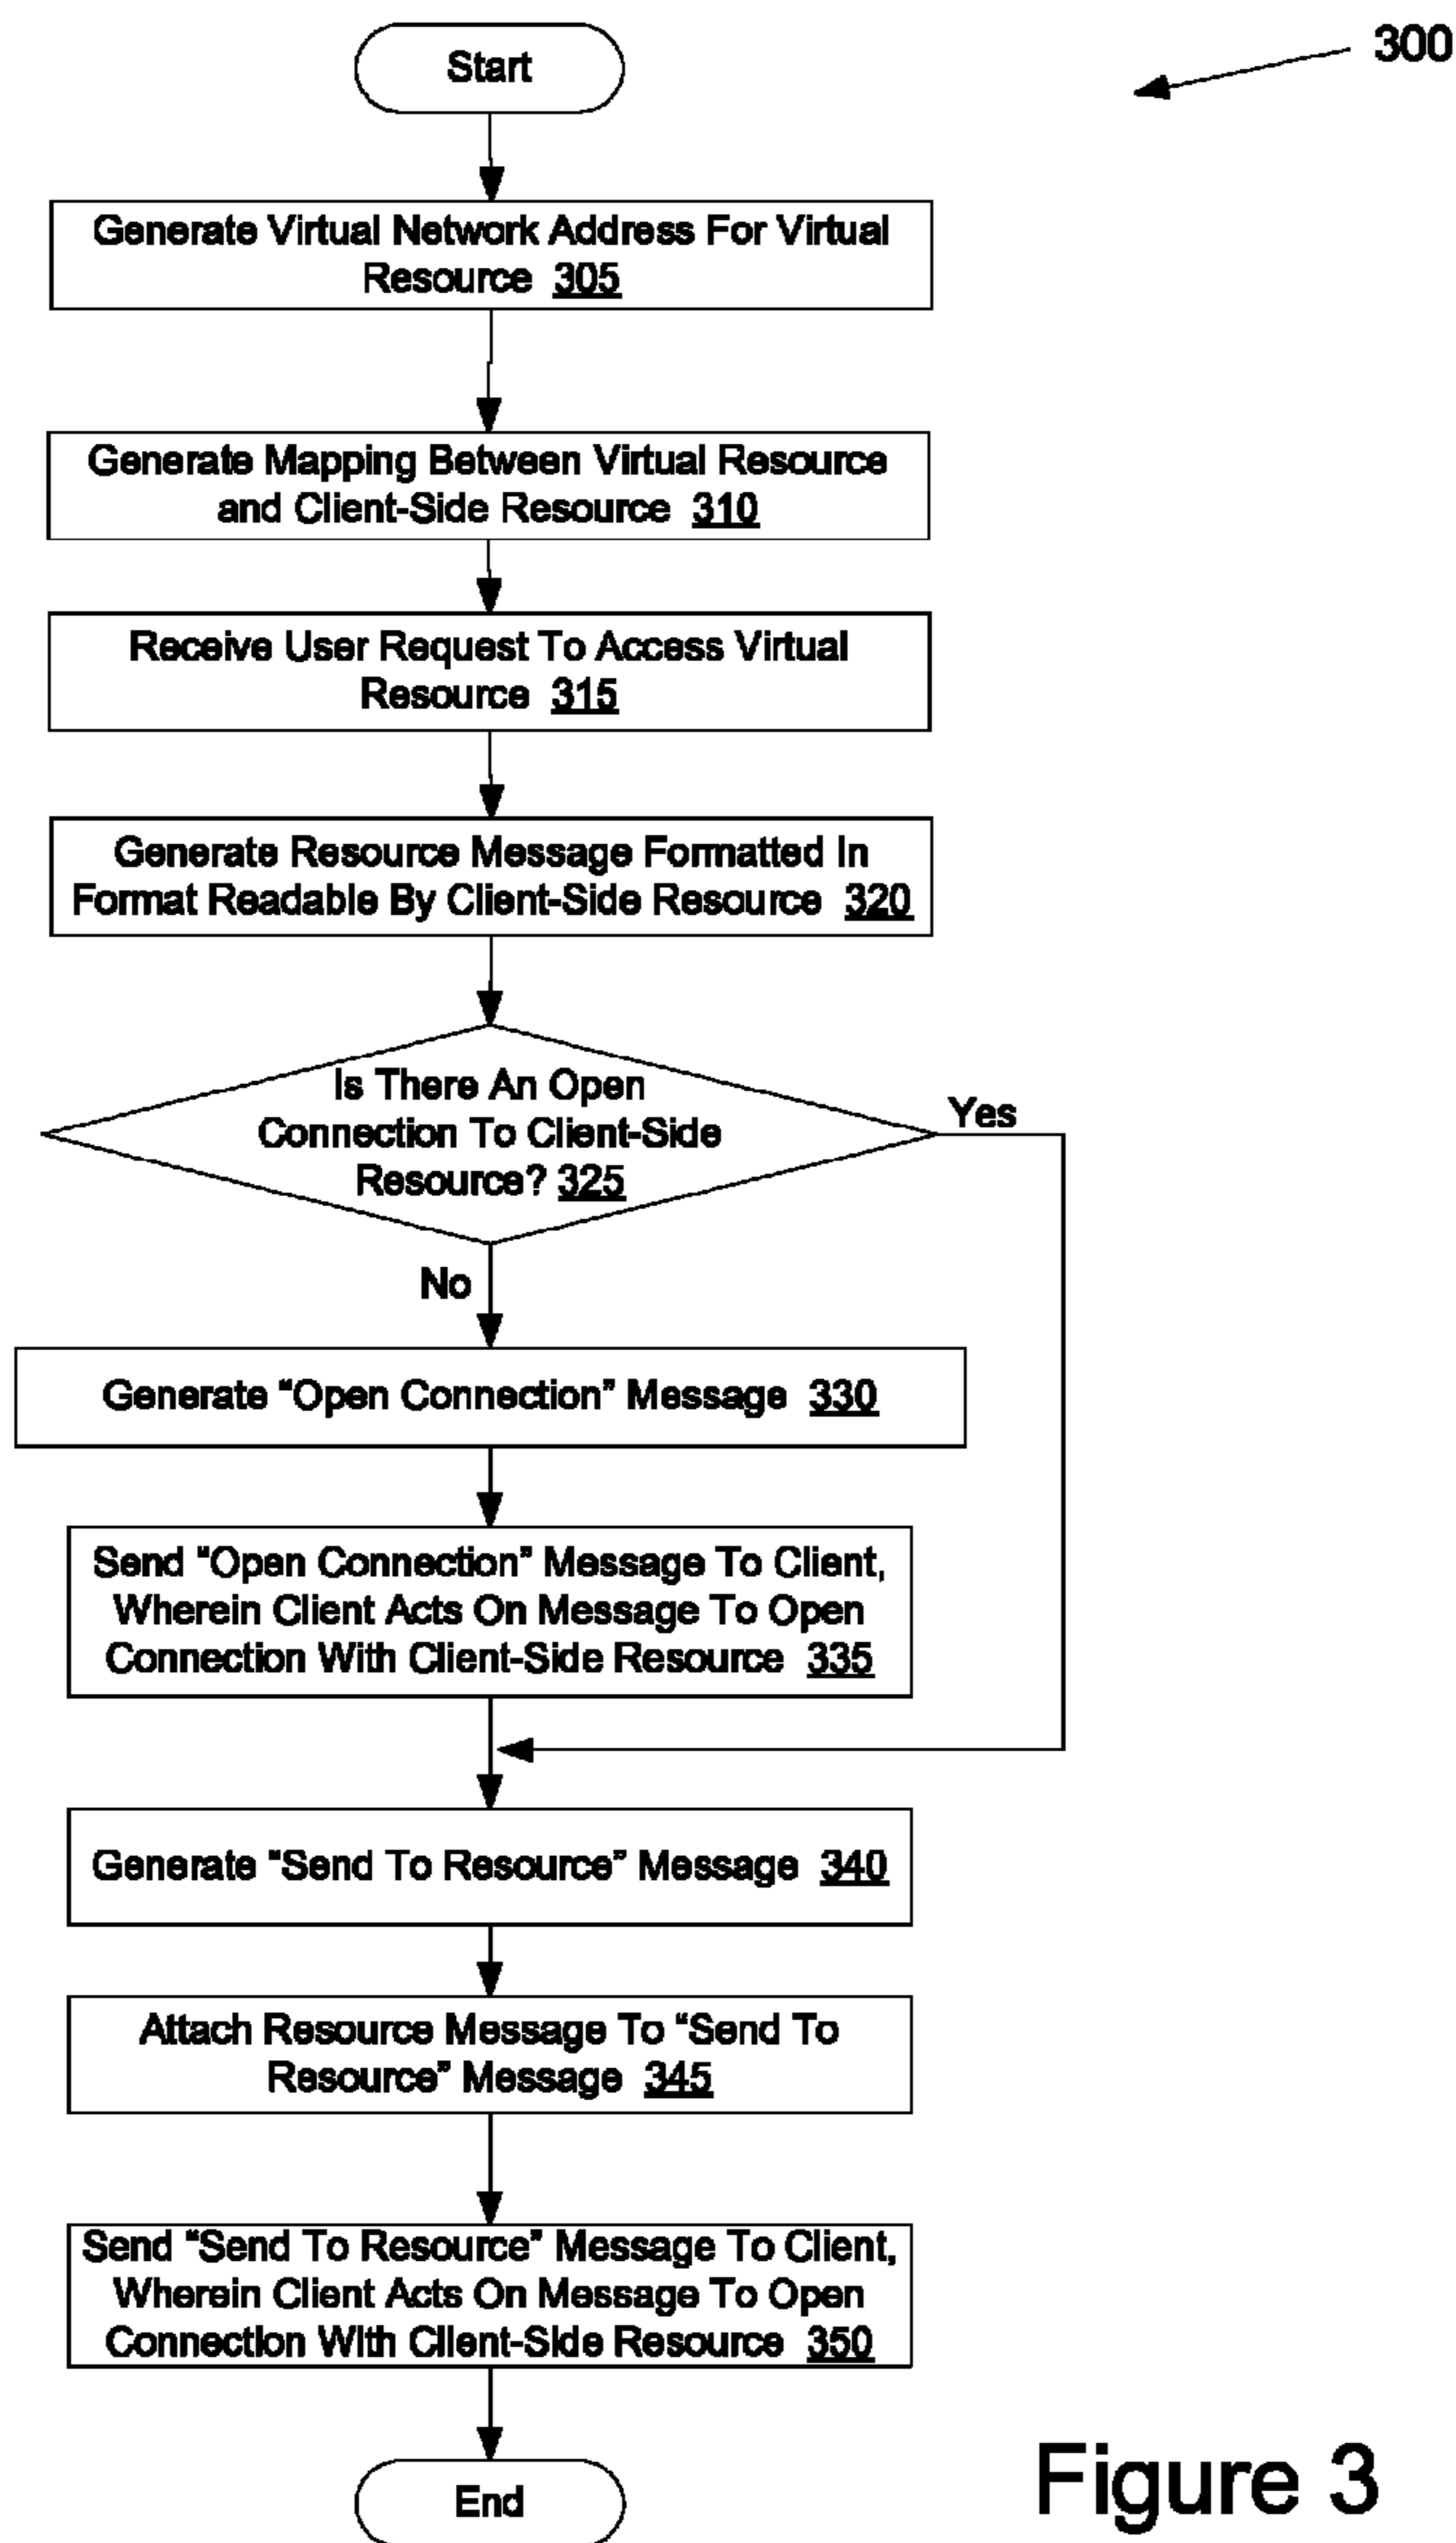 Start
300
Generate Virtual Network Address For Virtual
Resource 305
Generate Mapping Between Virtual Resource
and Client-Side Resource 310
Receive User Request To Access Virtual
Resource 315
Generate Resource Message Formatted In
Format Readable By Client-Side Resource 320
Is There An Open
Connection To Client-Side
Resource? 325
Yes
No
Generate “Open Connection” Message 330
Send “Open Connection” Message To Client,
Wherein Client Acts On Message To Open
Connection With Client-Side Resource 335
Generate “Send To Resource” Message 340
Attach Resource Message To “Send To
Resource” Message 345
Send “Send To Resource” Message To Client,
Wherein Client Acts On Message To Open
Connection With Client-Side Resource 350
End
Figure 3